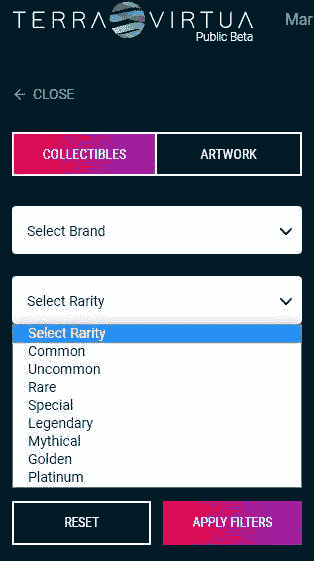 TERRA VIRTUA
Mar
Public Beta
← CLOSE
COLLECTIBLES
ARTWORK
Select Brand
Select Rarity
Select Rarity
Common
Uncommon
Rare
Special
Legendary
Mythical
Golden
Platinum
RESET
APPLY FILTERS